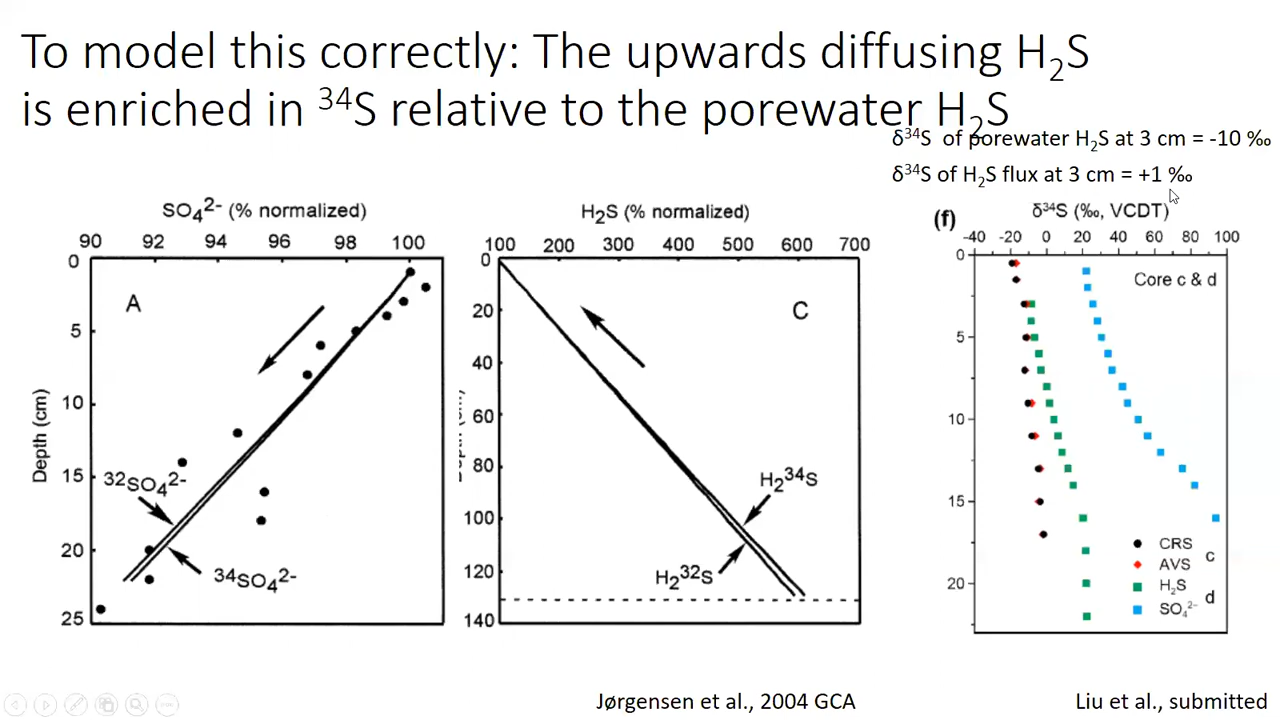 To model this correctly: The upwards diffusing H₂S
is enriched in ³⁴S relative to the porewater H₂S
δ³⁴S of porewater H₂S at 3 cm = -10 ‰
δ³⁴S of H₂S flux at 3 cm = +1 ‰
SO₄²⁻ (% normalized)
90 92 94 96 98 100
0
5
10
15
20
25
Depth (cm)
A
³²SO₄²⁻
³⁴SO₄²⁻
H₂S (% normalized)
100 200 300 400 500 600 700
0
20
40
60
80
100
120
140
C
H₂³⁴S
H₂³²S
(f)
δ³⁴S (‰, VCDT)
-40 -20 0 20 40 60 80 100
0
5
10
15
20
Core c & d
CRS
AVS
c
H₂S
SO₄²⁻
d
Jørgensen et al., 2004 GCA
Liu et al., submitted